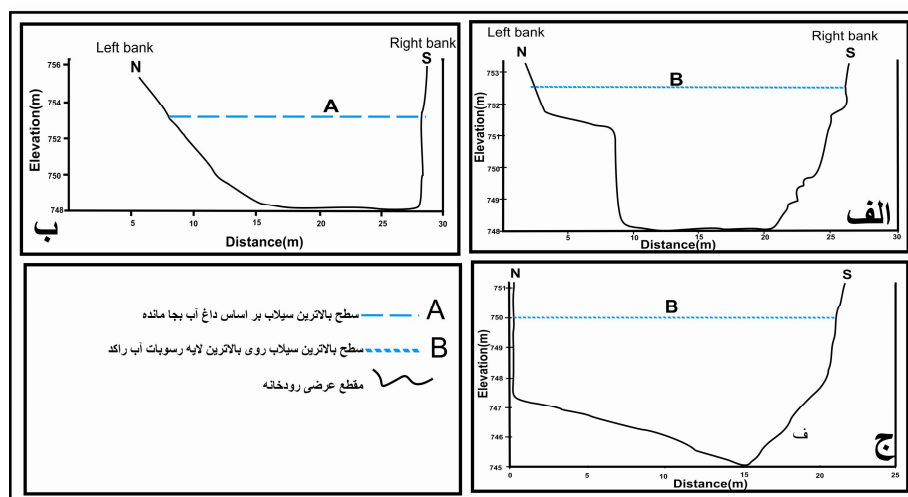 Left bank
Right bank
N
S
756
754
752
750
748
A
Elevation(m)
5
10
15
20
25
30
Distance(m)
ب
Left bank
Right bank
N
S
753
752
751
750
749
748
B
Elevation(m)
5
10
15
20
25
30
Distance(m)
الف
A سطح بالاترین سیلاب بر اساس داغ آب بجا مانده
B سطح بالاترین سیلاب روی بالاترین لایه رسوبات آب راکد
مقطع عرضی رودخانه
N
S
751
750
749
748
747
746
745
B
Elevation(m)
ف
0
5
10
15
20
25
Distance(m)
ج